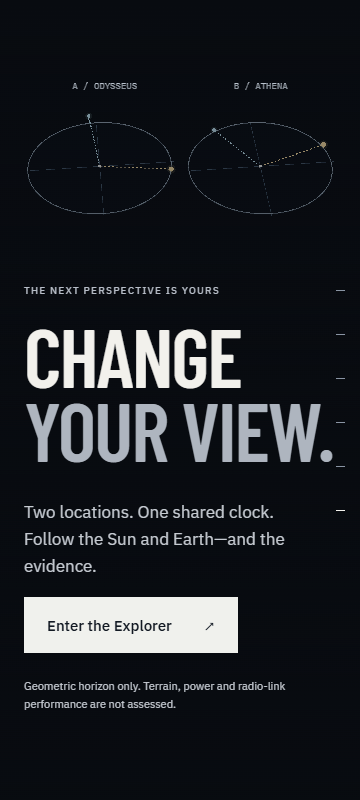 A / ODYSSEUS
B / ATHENA
THE NEXT PERSPECTIVE IS YOURS
CHANGE
YOUR VIEW.
Two locations. One shared clock.
Follow the Sun and Earth—and the
evidence.
Enter the Explorer ↗
Geometric horizon only. Terrain, power and radio-link
performance are not assessed.